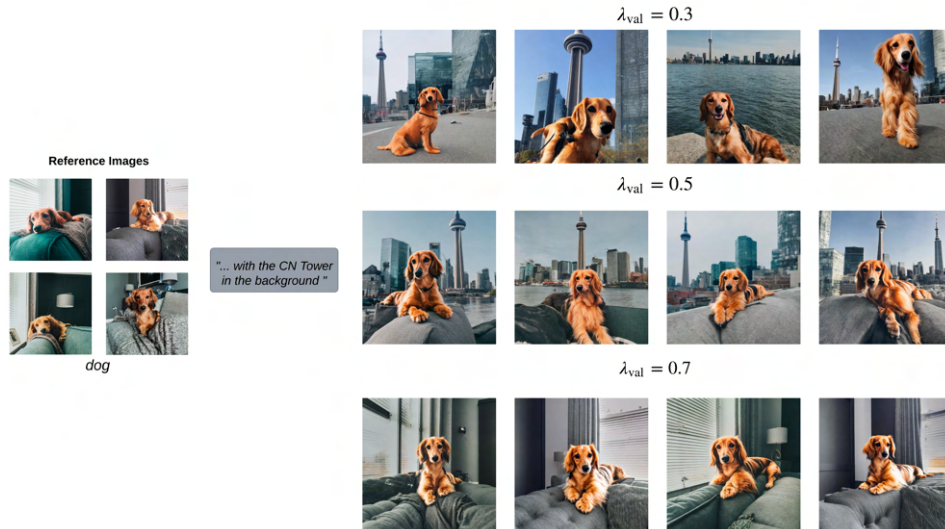 λval = 0.3
Reference Images
λval = 0.5
"... with the CN Tower
in the background "
dog
λval = 0.7